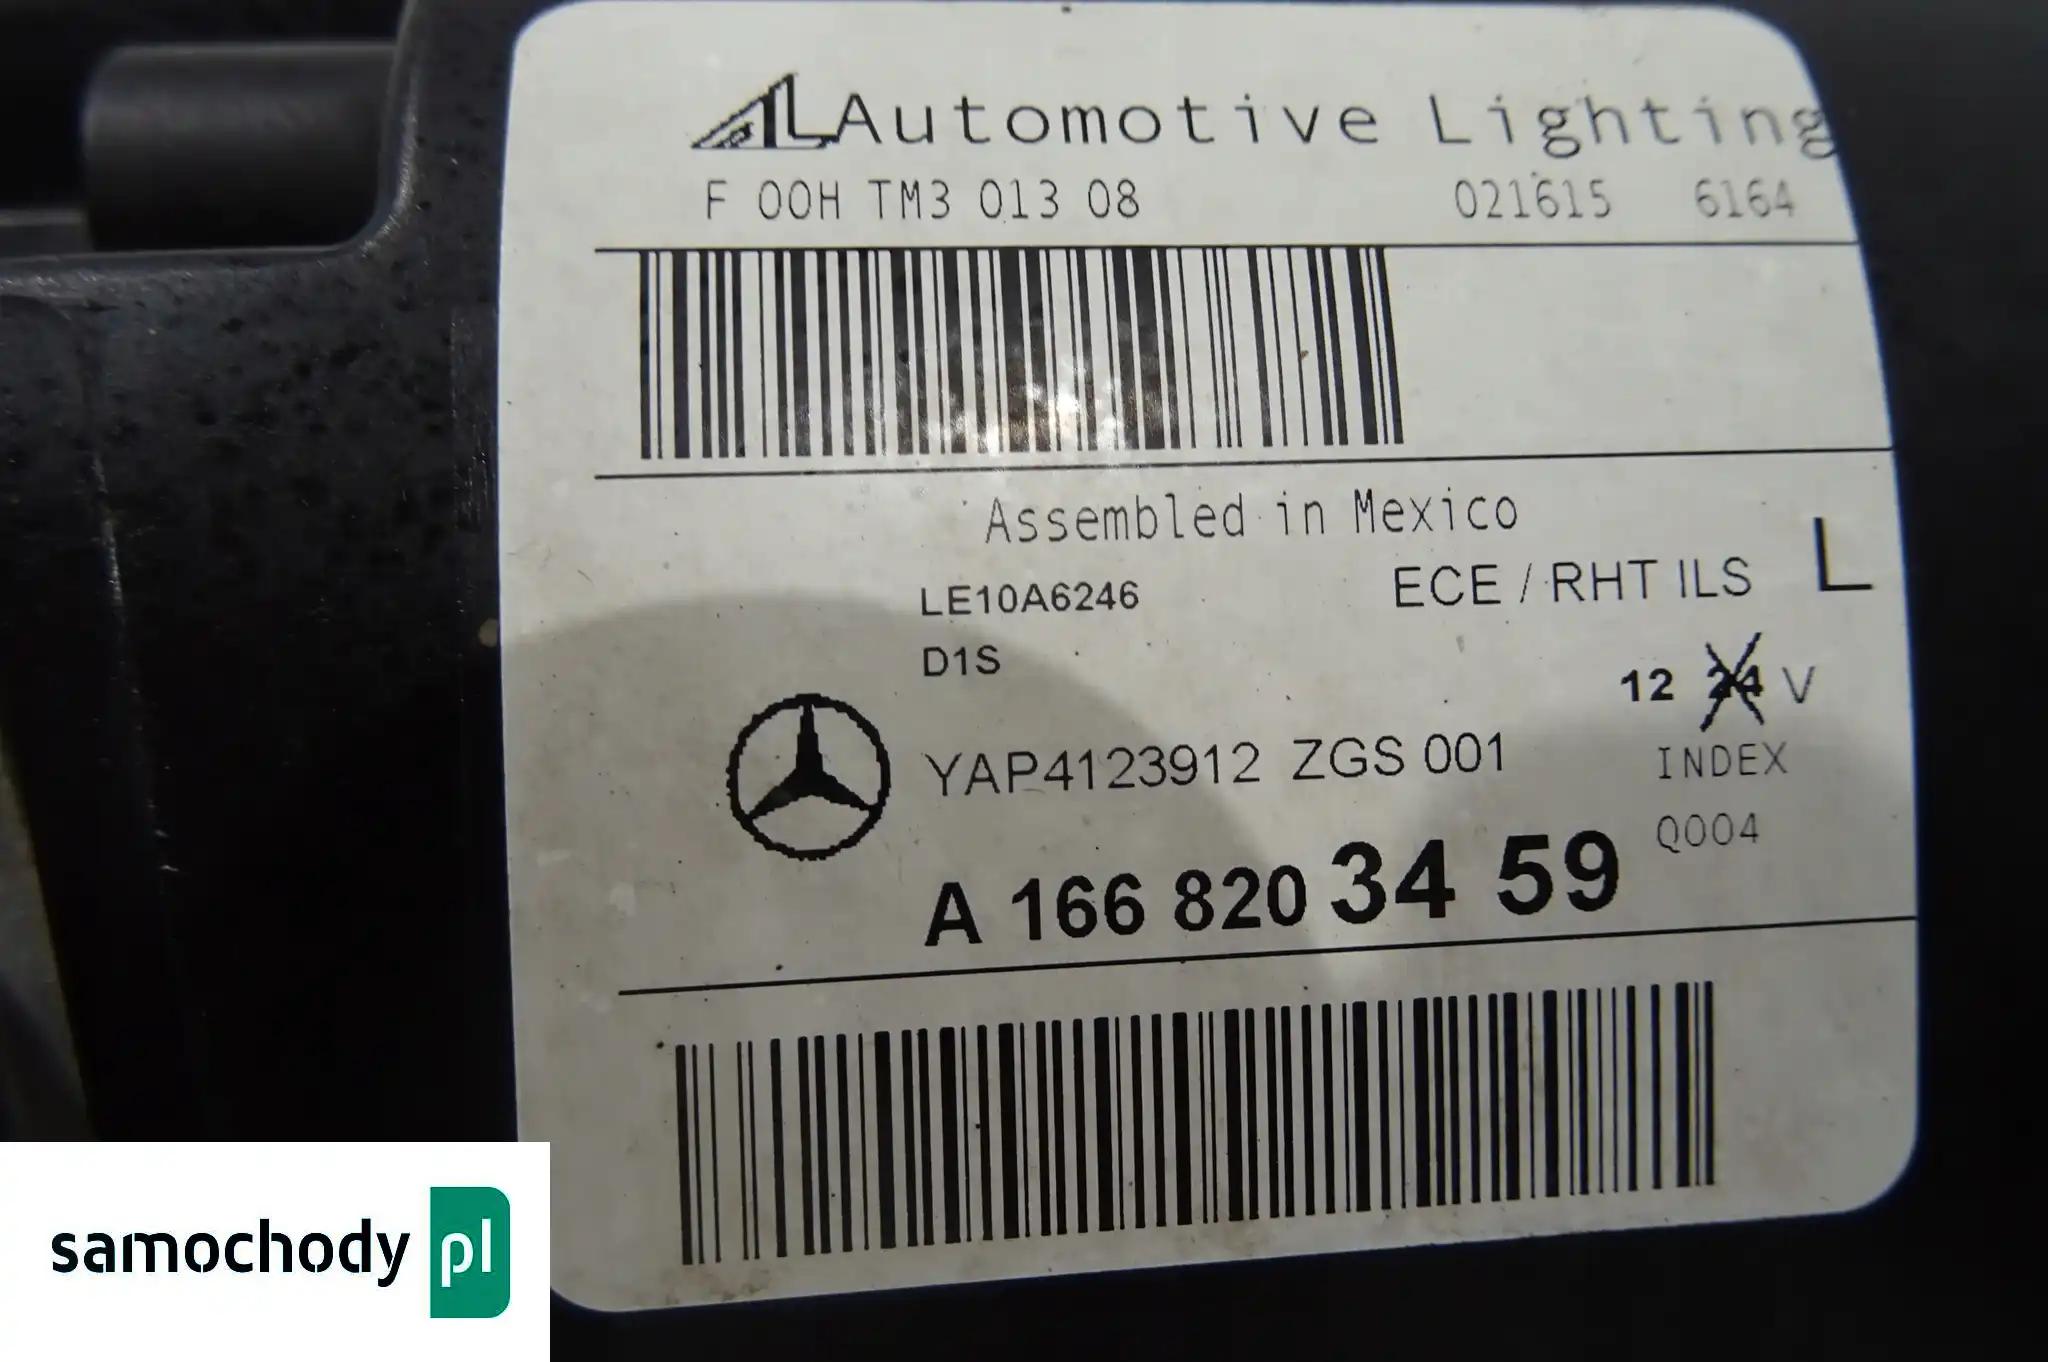 AL Automotive Lighting
F 00H TM3 013 08 021615 6164
Assembled in Mexico
LE10A6246 ECE / RHT ILS L
D1S
12 24 V
YAP4123912 ZGS 001 INDEX
Q004
A 166 820 34 59
samochody pl